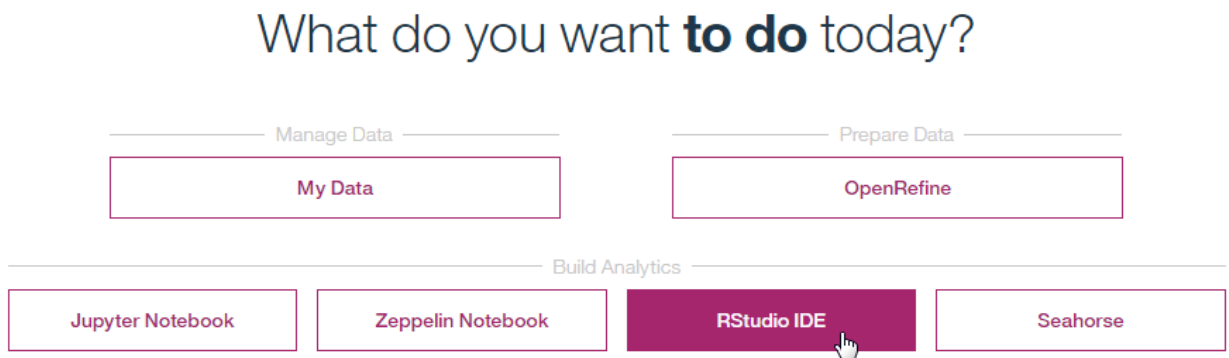 What do you want to do today?
Manage Data
Prepare Data
My Data
OpenRefine
Build Analytics
Jupyter Notebook
Zeppelin Notebook
RStudio IDE
Seahorse